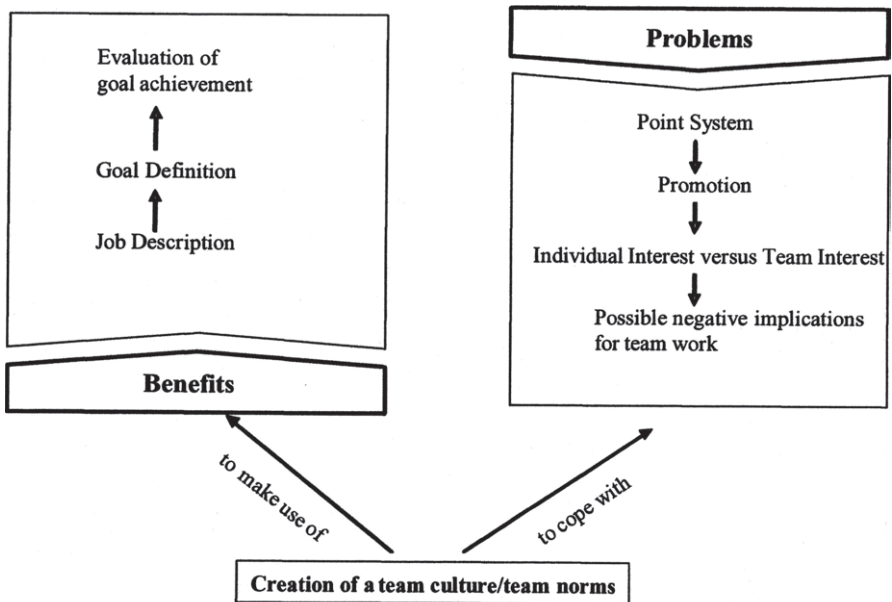 Evaluation of
goal achievement
Goal Definition
Job Description
Benefits
Problems
Point System
Promotion
Individual Interest versus Team Interest
Possible negative implications
for team work
to make use of
to cope with
Creation of a team culture/team norms